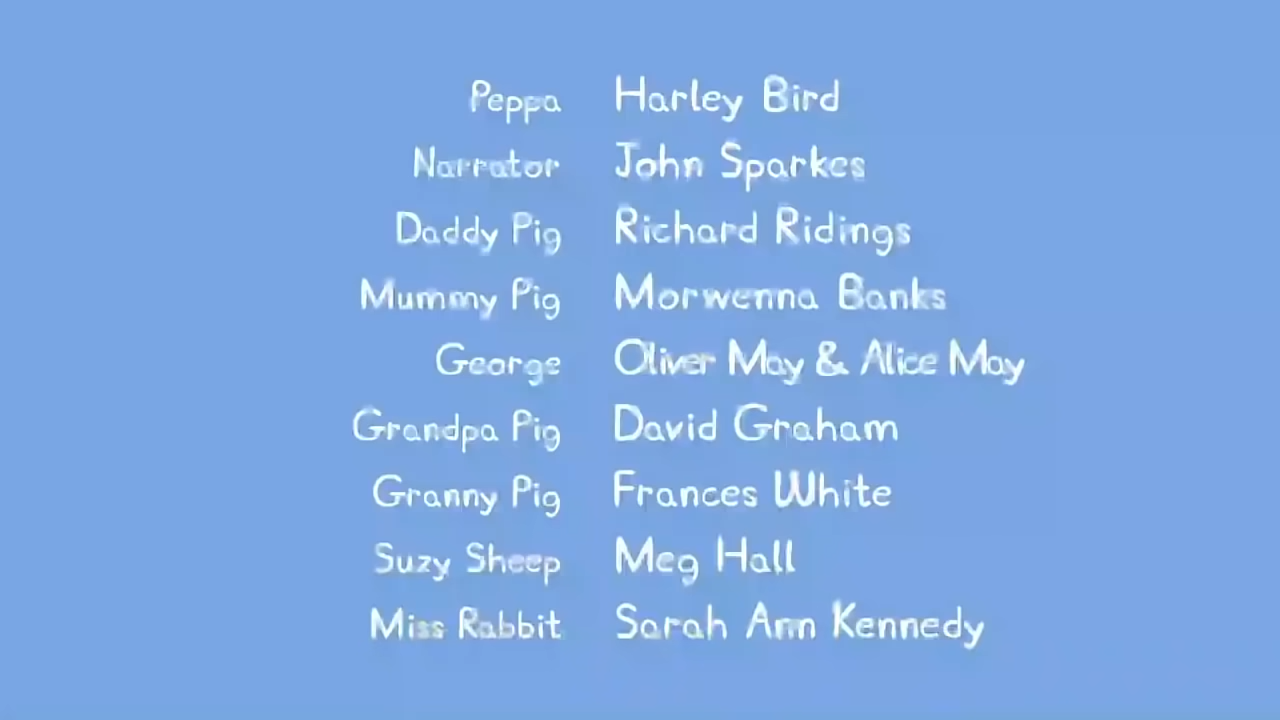 Peppa Harley Bird
Narrator John Sparkes
Daddy Pig Richard Ridings
Mummy Pig Morwenna Banks
George Oliver May & Alice May
Grandpa Pig David Graham
Granny Pig Frances White
Suzy Sheep Meg Hall
Miss Rabbit Sarah Ann Kennedy